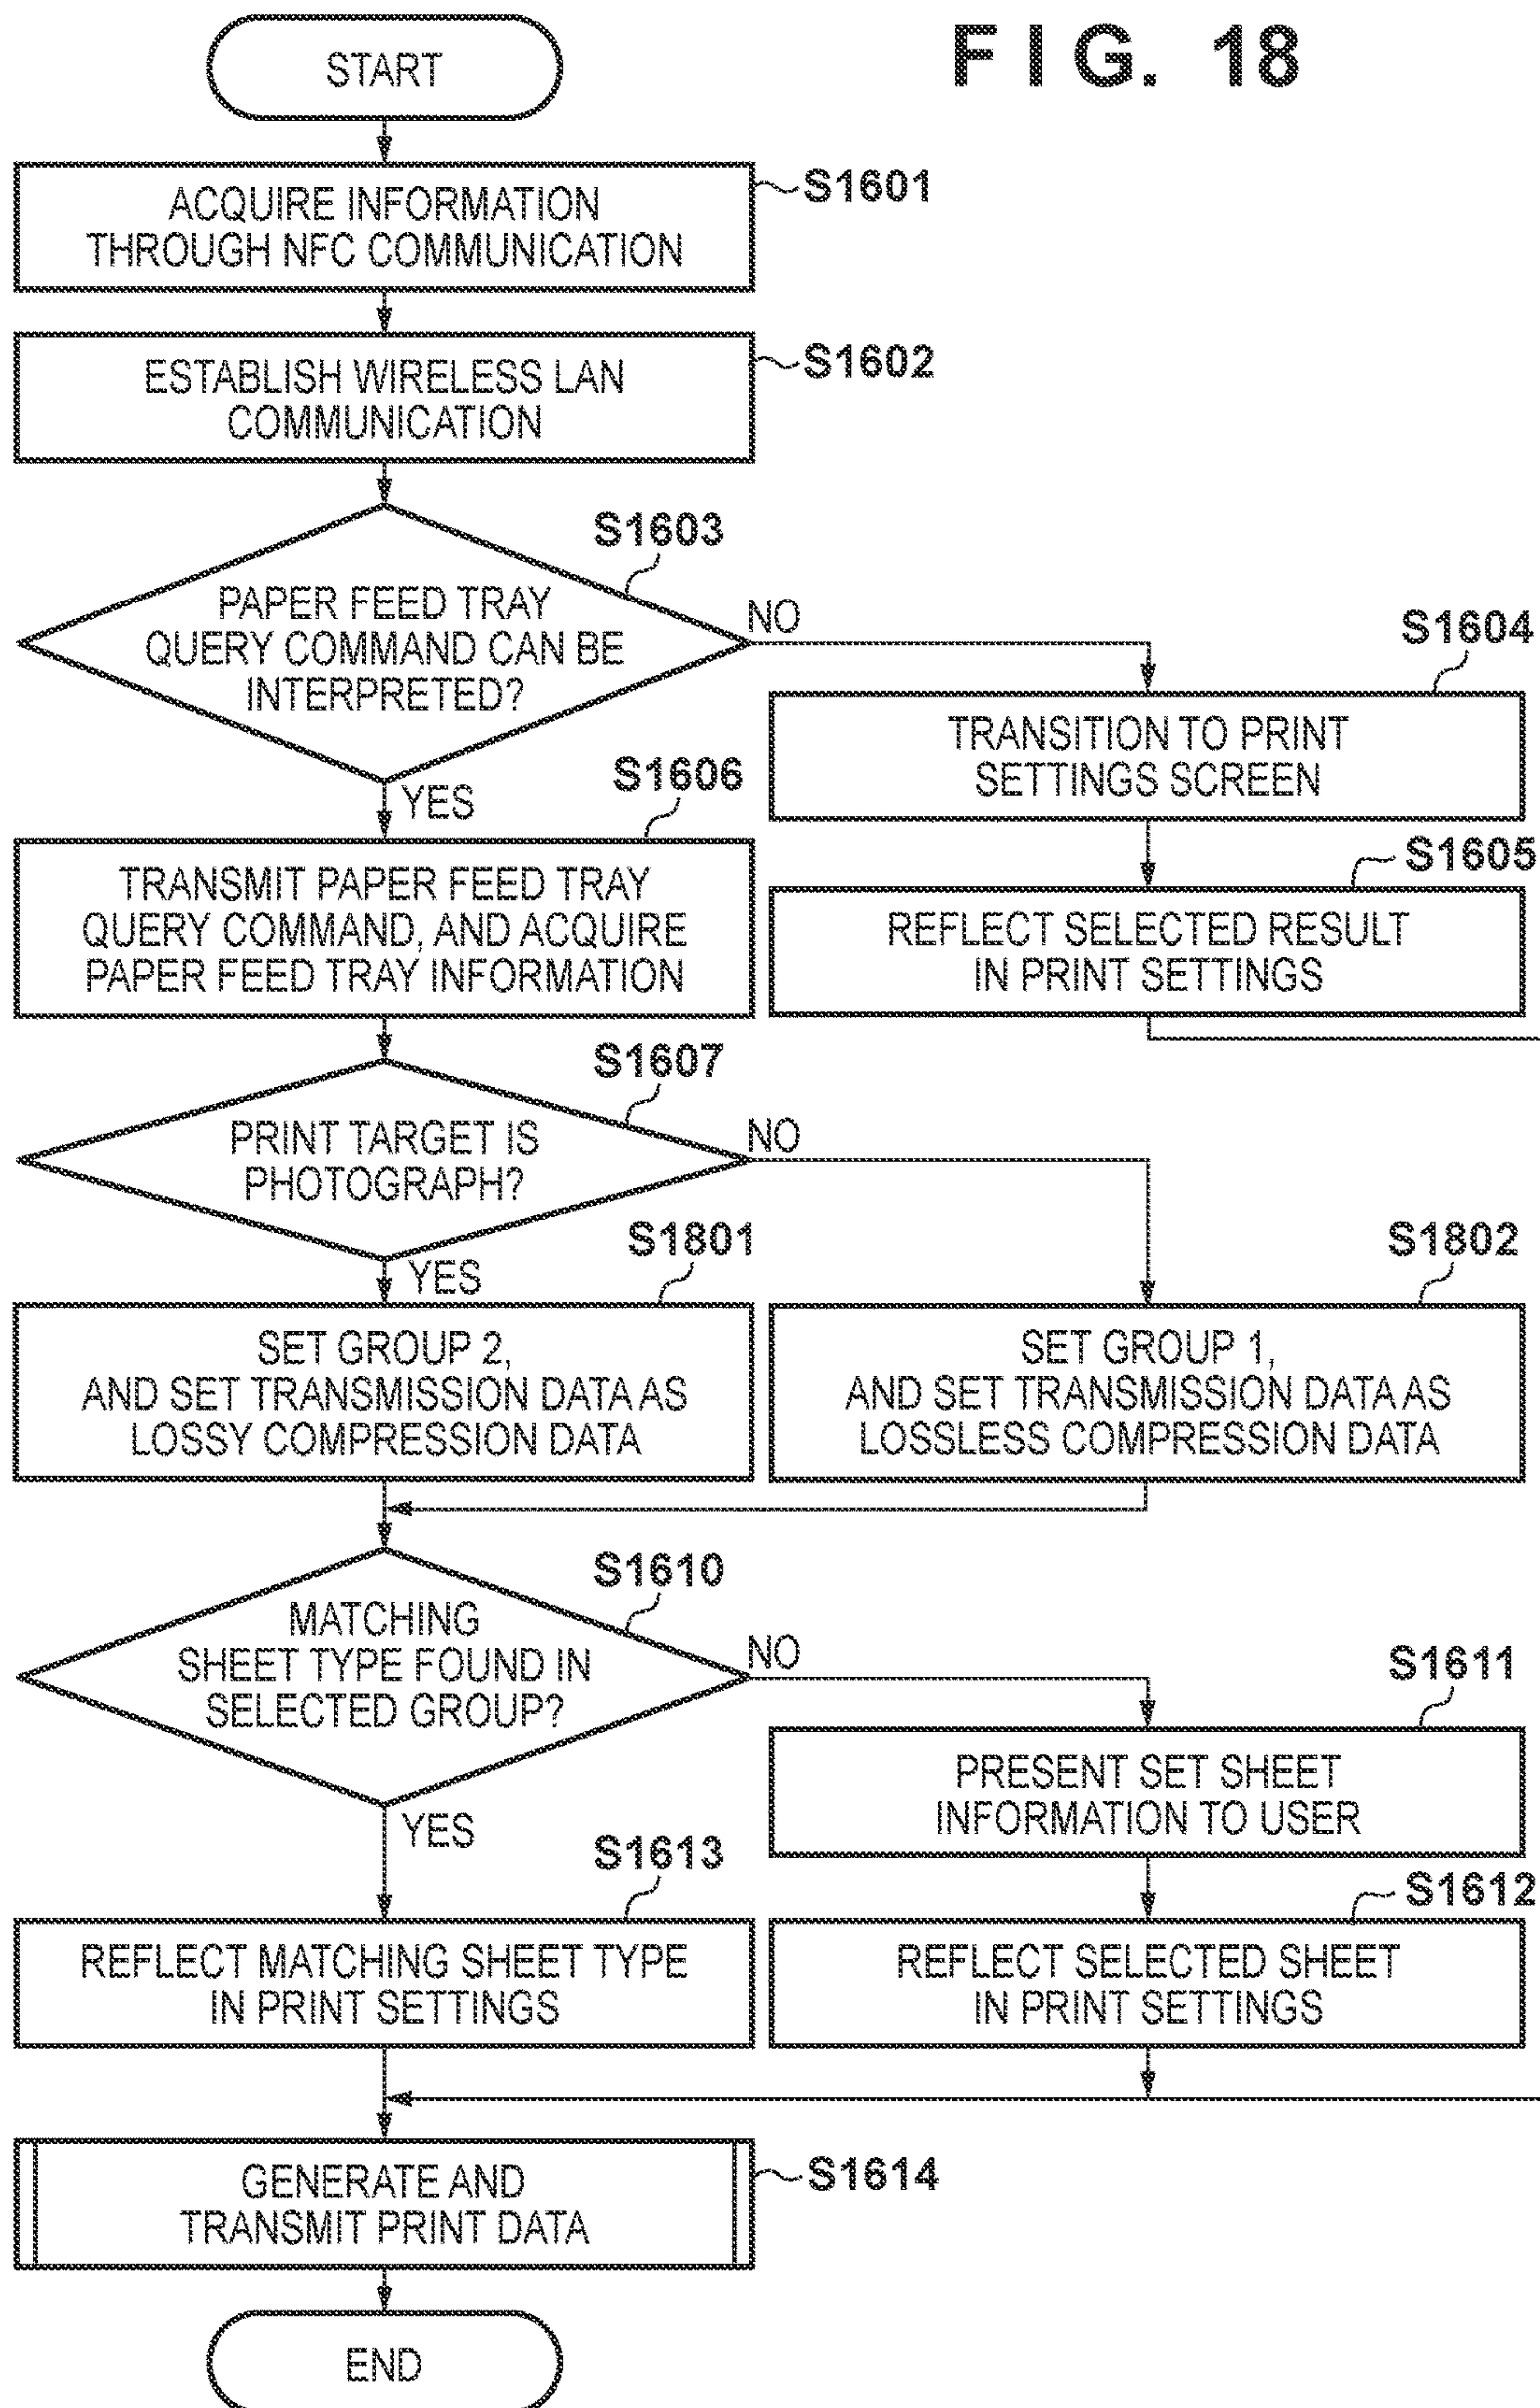 FIG. 18
START
S1601
ACQUIRE INFORMATION
THROUGH NFC COMMUNICATION
S1602
ESTABLISH WIRELESS LAN
COMMUNICATION
S1603
PAPER FEED TRAY
QUERY COMMAND CAN BE
INTERPRETED?
NO
YES
S1604
TRANSITION TO PRINT
SETTINGS SCREEN
S1605
REFLECT SELECTED RESULT
IN PRINT SETTINGS
S1606
TRANSMIT PAPER FEED TRAY
QUERY COMMAND, AND ACQUIRE
PAPER FEED TRAY INFORMATION
S1607
PRINT TARGET IS
PHOTOGRAPH?
NO
YES
S1801
SET GROUP 2,
AND SET TRANSMISSION DATA AS
LOSSY COMPRESSION DATA
S1802
SET GROUP 1,
AND SET TRANSMISSION DATA AS
LOSSLESS COMPRESSION DATA
S1610
MATCHING
SHEET TYPE FOUND IN
SELECTED GROUP?
NO
YES
S1611
PRESENT SET SHEET
INFORMATION TO USER
S1612
REFLECT SELECTED SHEET
IN PRINT SETTINGS
S1613
REFLECT MATCHING SHEET TYPE
IN PRINT SETTINGS
S1614
GENERATE AND
TRANSMIT PRINT DATA
END